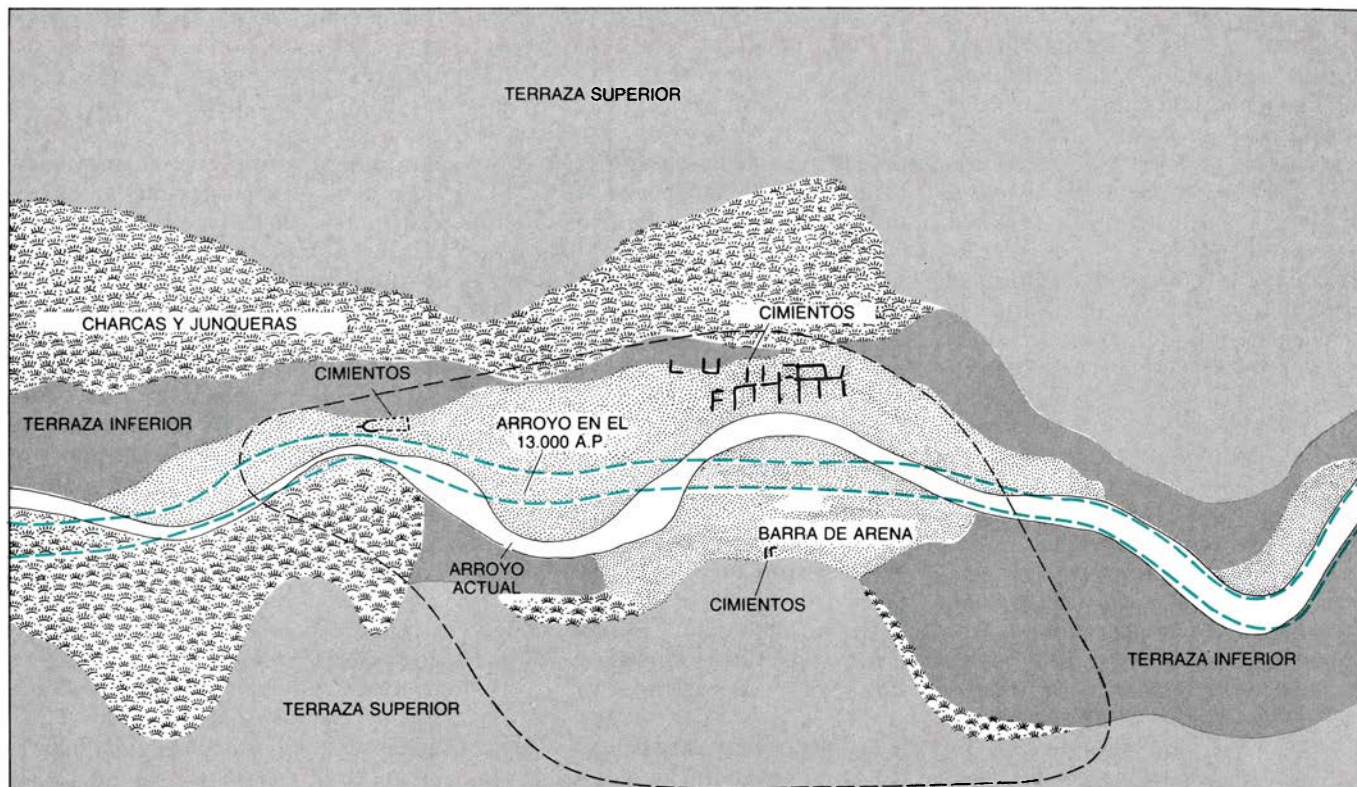 TERRAZA SUPERIOR
CIMIENTOS
CHARCAS Y JUNQUERAS
CIMIENTOS
TERRAZA INFERIOR
ARROYO EN EL
13.000 A.P.
BARRA DE ARENA
ARROYO
ACTUAL
CIMIENTOS
TERRAZA INFERIOR
TERRAZA SUPERIOR